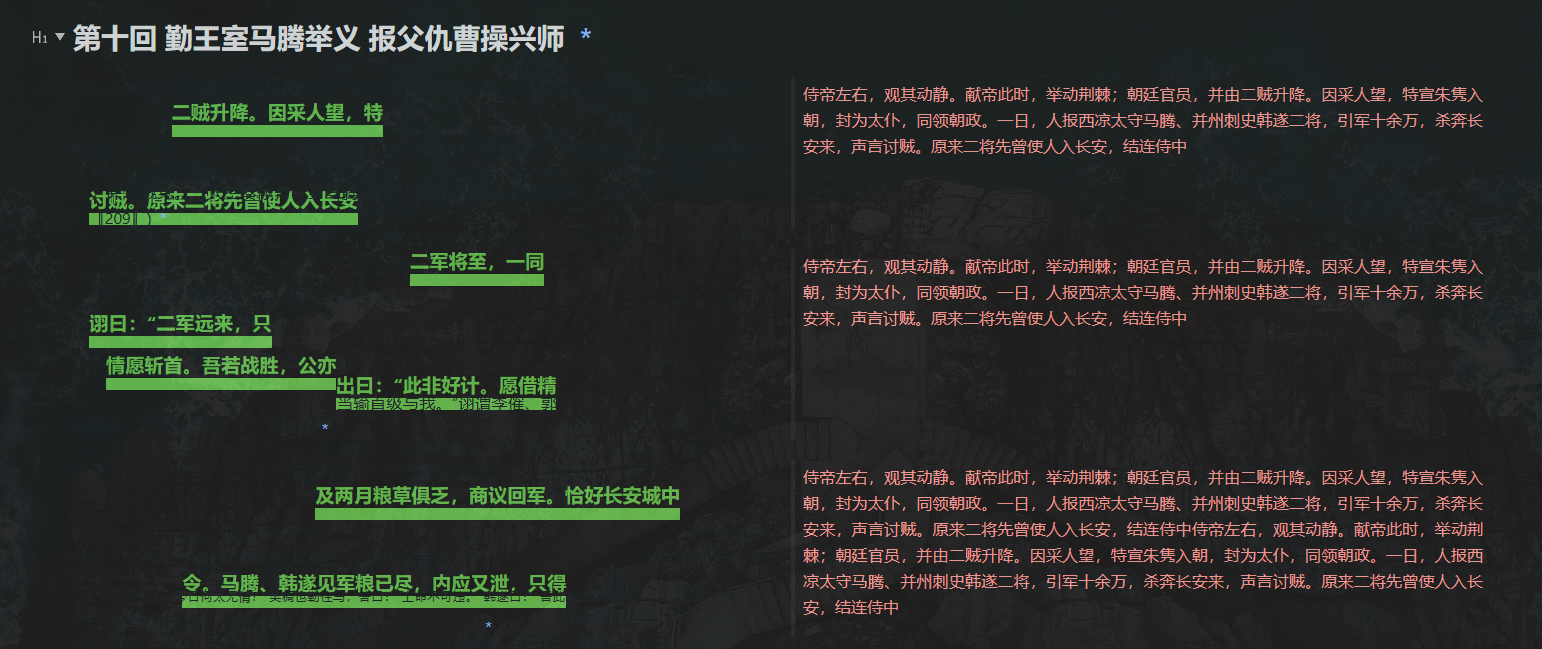 H1 第十回 勤王室马腾举义 报父仇曹操兴师 *
二贼升降。因采人望，特
讨贼。原来二将先曾使人入长安
209
*
二军将至，一同
诩曰：“二军远来，只
情愿斩首。吾若战胜，公亦
出曰：“此非好计。愿借精
当输首级与我。”诩谓李傕、郭
*
及两月粮草俱乏，商议回军。恰好长安城中
令。马腾、韩遂见军粮已尽，内应又泄，只得
*
侍帝左右，观其动静。献帝此时，举动荆棘；朝廷官员，并由二贼升降。因采人望，特宣朱隽入
朝，封为太仆，同领朝政。一日，人报西凉太守马腾、并州刺史韩遂二将，引军十余万，杀奔长
安来，声言讨贼。原来二将先曾使人入长安，结连侍中
侍帝左右，观其动静。献帝此时，举动荆棘；朝廷官员，并由二贼升降。因采人望，特宣朱隽入
朝，封为太仆，同领朝政。一日，人报西凉太守马腾、并州刺史韩遂二将，引军十余万，杀奔长
安来，声言讨贼。原来二将先曾使人入长安，结连侍中
侍帝左右，观其动静。献帝此时，举动荆棘；朝廷官员，并由二贼升降。因采人望，特宣朱隽入
朝，封为太仆，同领朝政。一日，人报西凉太守马腾、并州刺史韩遂二将，引军十余万，杀奔长
安来，声言讨贼。原来二将先曾使人入长安，结连侍中侍帝左右，观其动静。献帝此时，举动荆
棘；朝廷官员，并由二贼升降。因采人望，特宣朱隽入朝，封为太仆，同领朝政。一日，人报西
凉太守马腾、并州刺史韩遂二将，引军十余万，杀奔长安来，声言讨贼。原来二将先曾使人入长
安，结连侍中